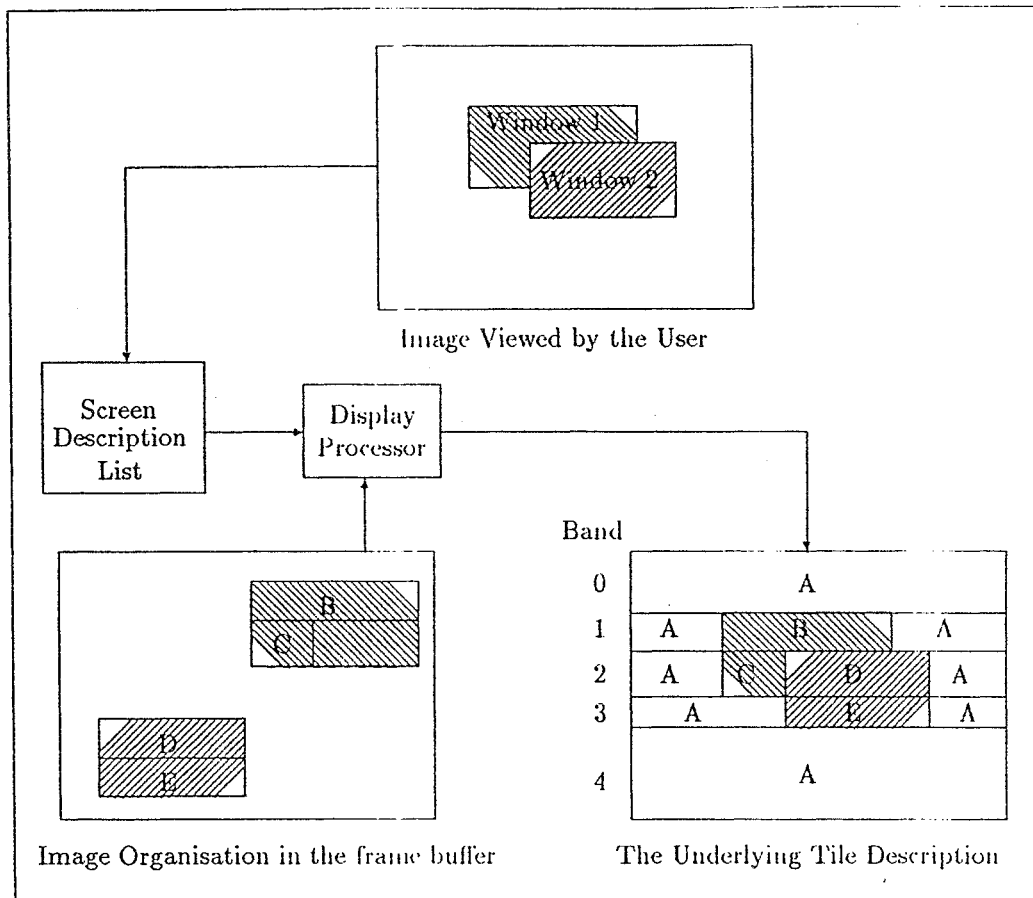 Window 1
Window 2
Image Viewed by the User
Screen
Description
List
Display
Processor
Band
0
A
B
1
A
B
A
C
2
A
C
D
A
3
A
E
A
D
E
4
A
Image Organisation in the frame buffer
The Underlying Tile Description